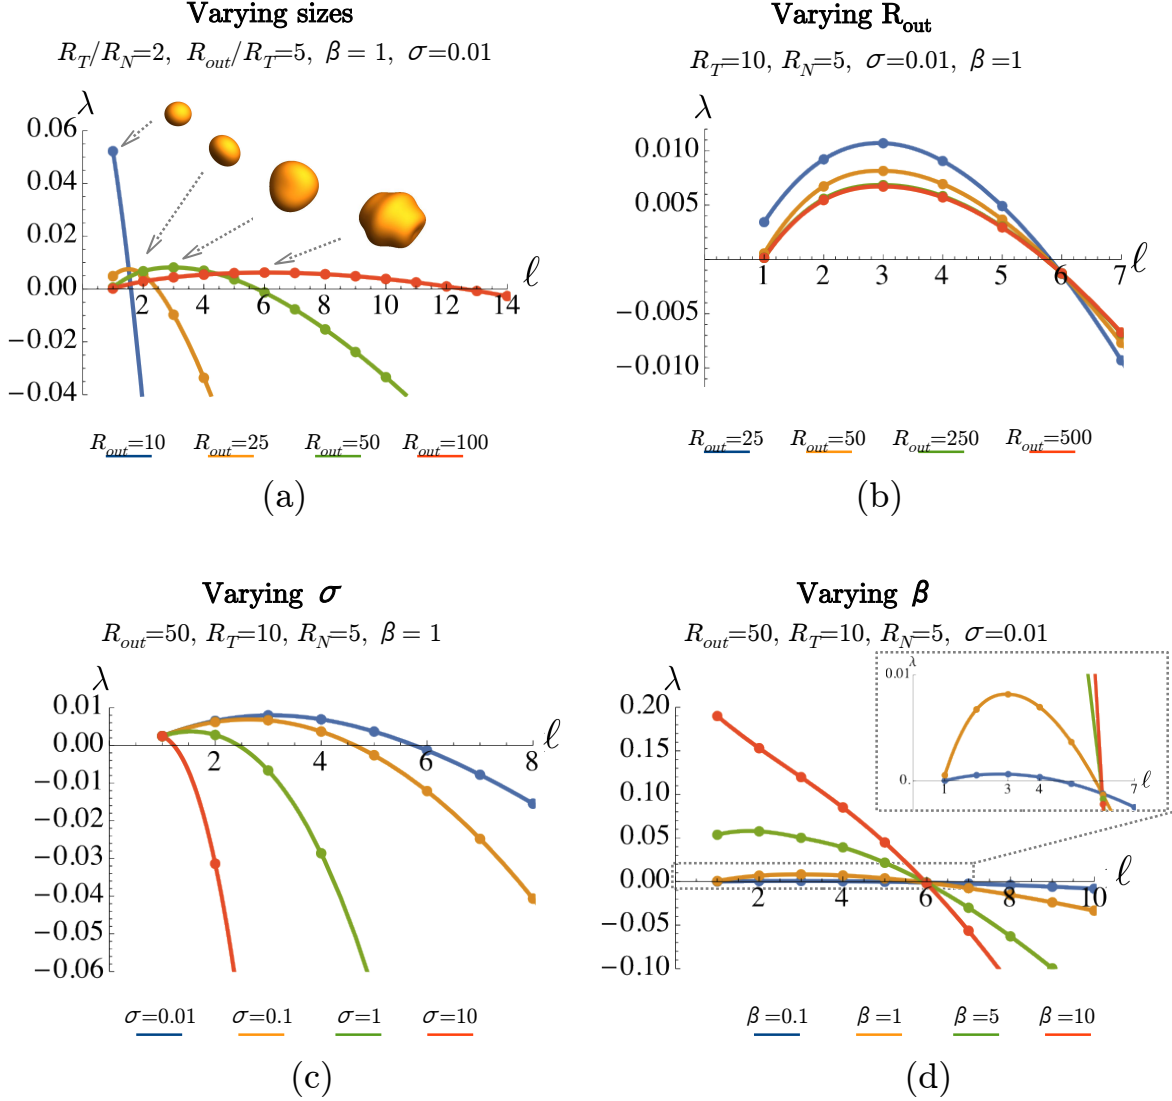 Varying sizes
R_T/R_N=2, R_out/R_T=5, β = 1, σ=0.01
λ
0.06
0.04
0.02
0.00
−0.02
−0.04
2 4 6 8 10 12 14
ℓ
R_out=10 R_out=25 R_out=50 R_out=100
(a)
Varying R_out
R_T=10, R_N=5, σ=0.01, β=1
λ
0.010
0.005
−0.005
−0.010
1 2 3 4 5 6 7
ℓ
R_out=25 R_out=50 R_out=250 R_out=500
(b)
Varying σ
R_out=50, R_T=10, R_N=5, β = 1
λ
0.01
0.00
−0.01
−0.02
−0.03
−0.04
−0.05
−0.06
2 4 6 8
ℓ
σ=0.01 σ=0.1 σ=1 σ=10
(c)
Varying β
R_out=50, R_T=10, R_N=5, σ=0.01
λ
0.20
0.15
0.10
0.05
0.00
−0.05
−0.10
2 4 6 8 10
ℓ
λ
0.01
0.
1 3 4 7
ℓ
β=0.1 β=1 β=5 β=10
(d)